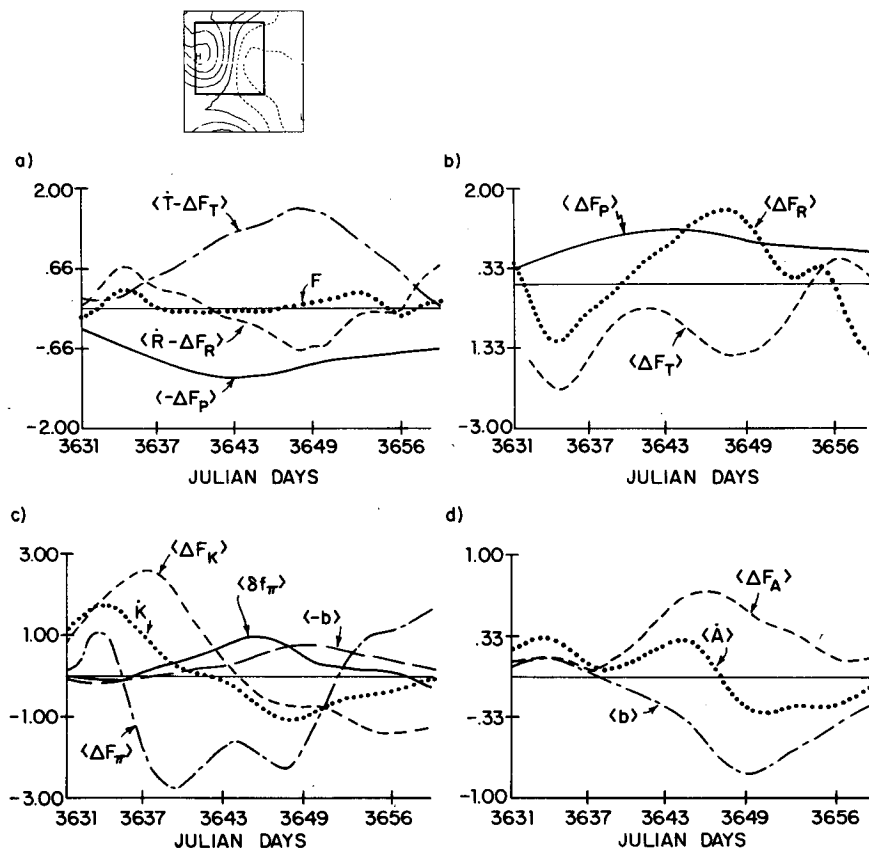 H
a)
2.00
.66
-.66
-2.00
⟨Ṫ-ΔF_T⟩
F
⟨Ṙ-ΔF_R⟩
⟨-ΔF_P⟩
3631 3637 3643 3649 3656
JULIAN DAYS
b)
2.00
.33
1.33
-3.00
⟨ΔF_P⟩
⟨ΔF_R⟩
⟨ΔF_T⟩
3631 3637 3643 3649 3656
JULIAN DAYS
c)
3.00
1.00
-1.00
-3.00
⟨ΔF_K⟩
K̇
⟨δf_π⟩
⟨-b⟩
⟨ΔF_π⟩
3631 3637 3643 3649 3656
JULIAN DAYS
d)
1.00
.33
-.33
-1.00
⟨ΔF_A⟩
⟨Ȧ⟩
⟨b⟩
3631 3637 3643 3649 3656
JULIAN DAYS